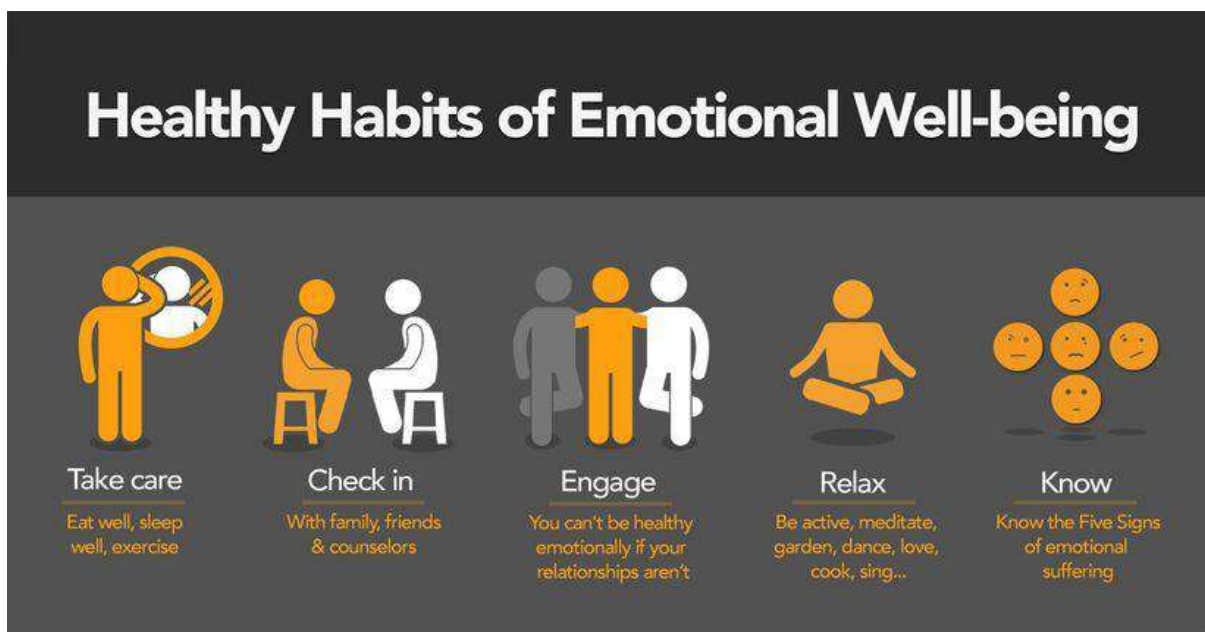 Healthy Habits of Emotional Well-being
Take care
Eat well, sleep
well, exercise
Check in
With family, friends
& counselors
Engage
You can't be healthy
emotionally if your
relationships aren't
Relax
Be active, meditate,
garden, dance, love,
cook, sing...
Know
Know the Five Signs
of emotional
suffering